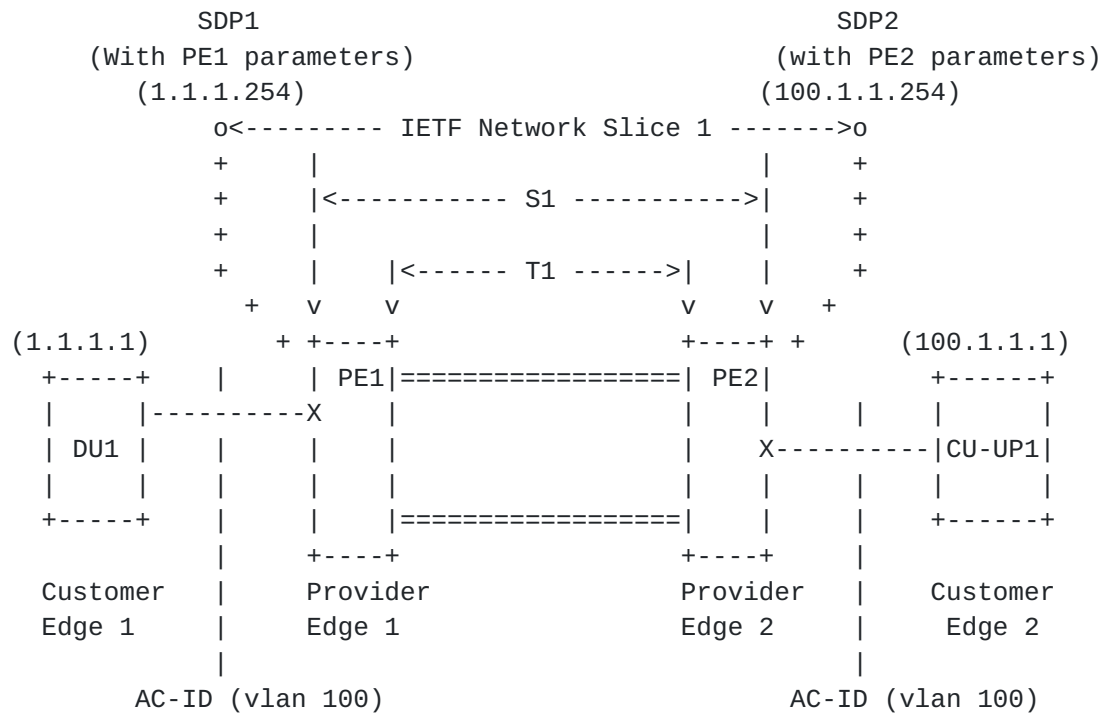 SDP1 SDP2
(With PE1 parameters) (with PE2 parameters)
(1.1.1.254) (100.1.1.254)
o<--------- IETF Network Slice 1 ------->o
S1
T1
(1.1.1.1) (100.1.1.1)
PE1 PE2
DU1 X X CU-UP1
Customer Provider Provider Customer
Edge 1 Edge 1 Edge 2 Edge 2
AC-ID (vlan 100) AC-ID (vlan 100)